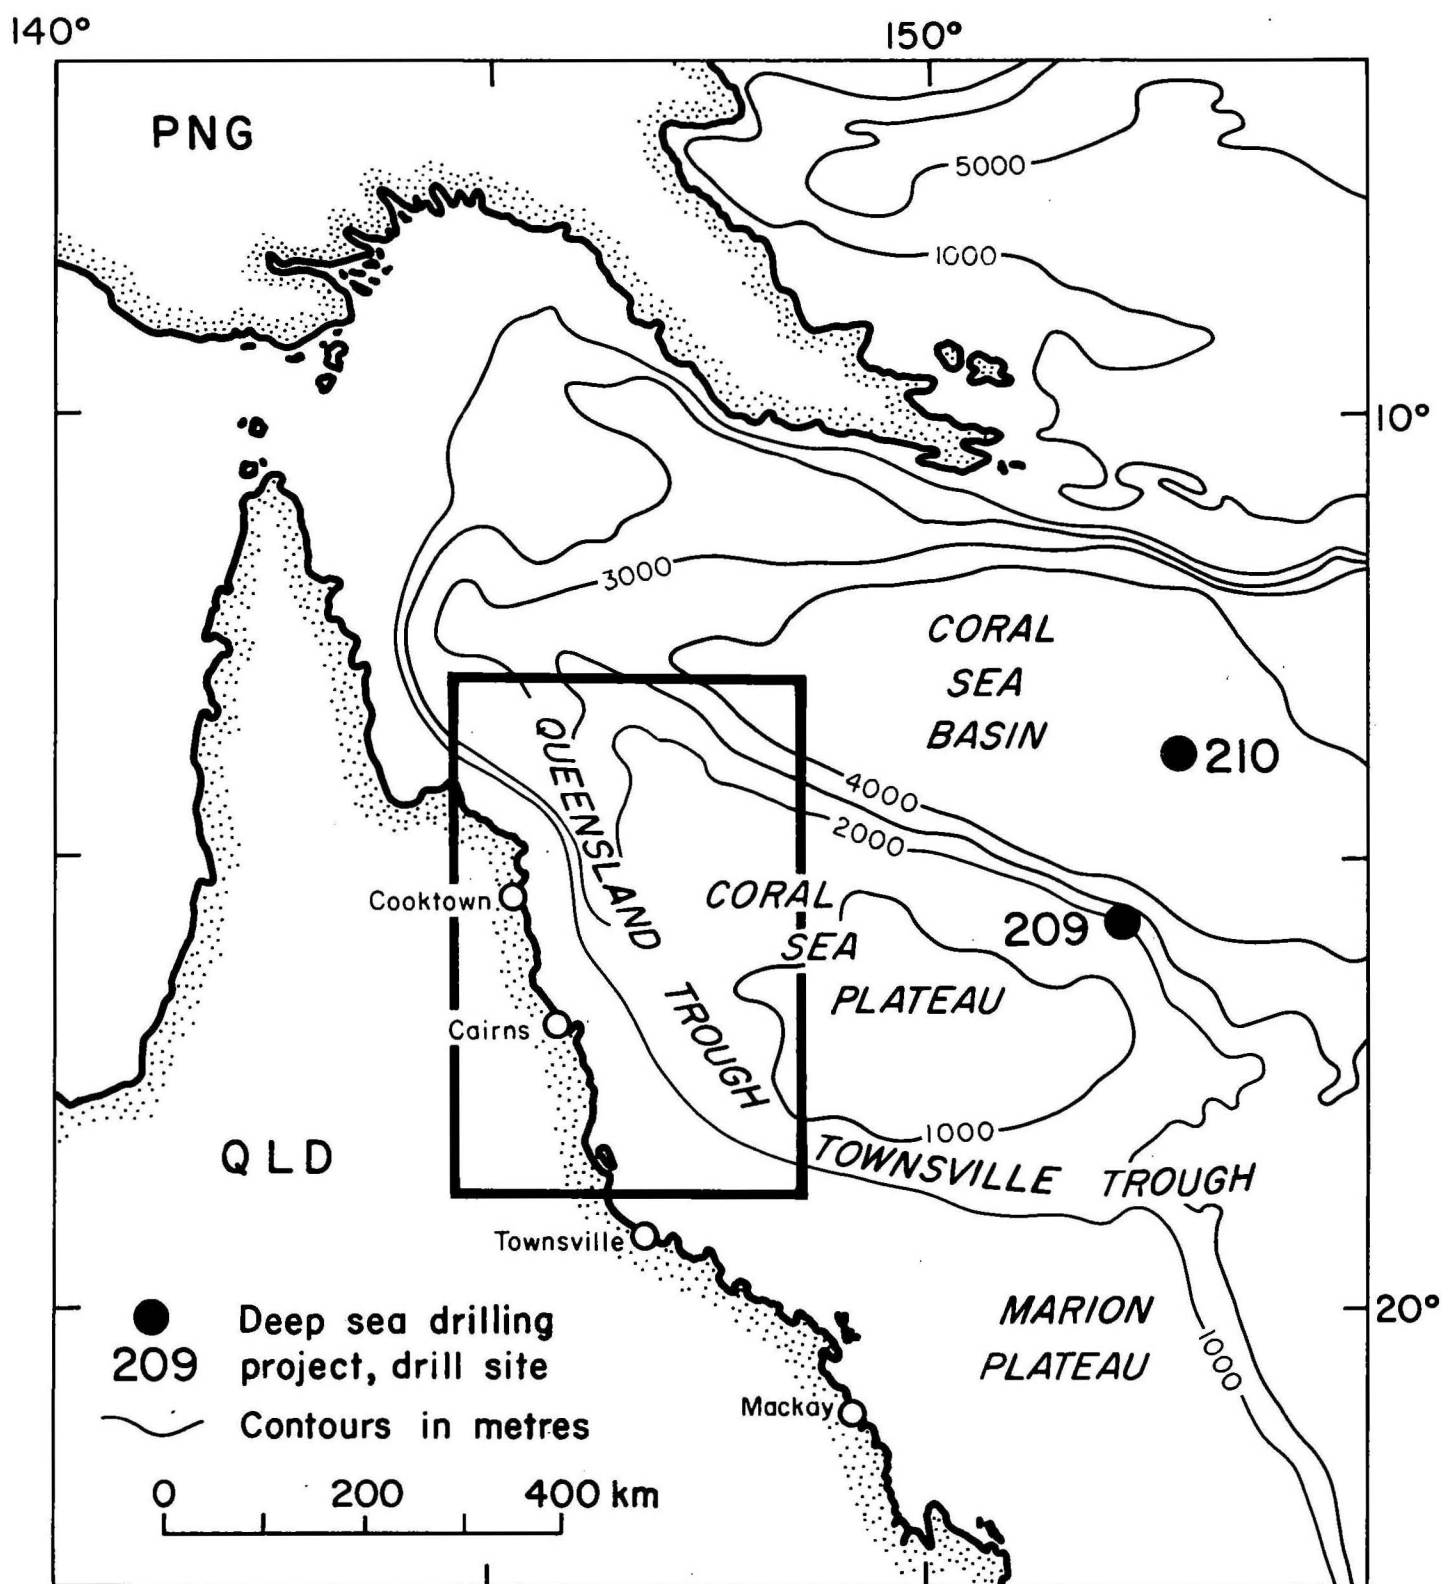 140°
150°
PNG
5000
1000
10°
3000
CORAL
SEA
BASIN
210
QUEENSLAND TROUGH
4000
2000
Cooktown
CORAL
SEA
PLATEAU
209
Cairns
1000
QLD
TOWNSVILLE TROUGH
Townsville
MARION
PLATEAU
20°
1000
Mackay
209
Deep sea drilling
project, drill site
Contours in metres
0 200 400 km